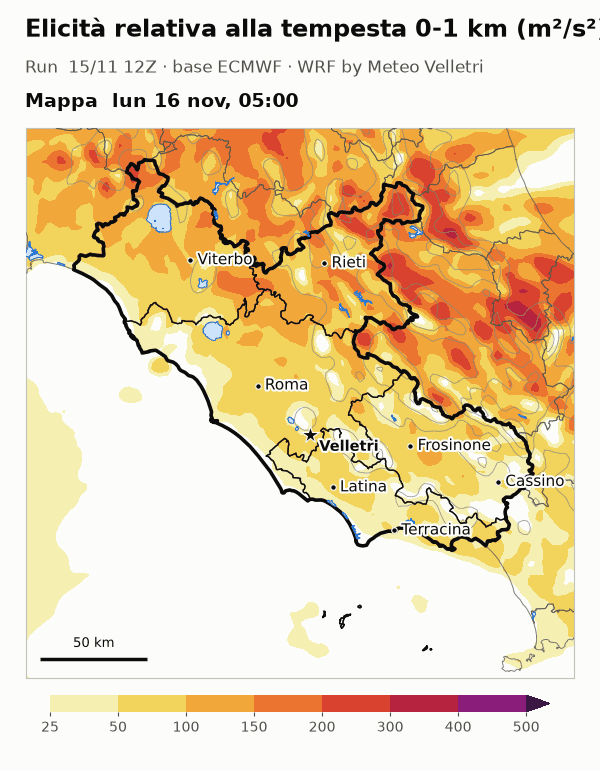 Elicità relativa alla tempesta 0-1 km (m²/s²)
Run 15/11 12Z · base ECMWF · WRF by Meteo Velletri
Mappa lun 16 nov, 05:00
Viterbo
Rieti
Roma
Velletri
Frosinone
Cassino
Latina
Terracina
50 km
25 50 100 150 200 300 400 500